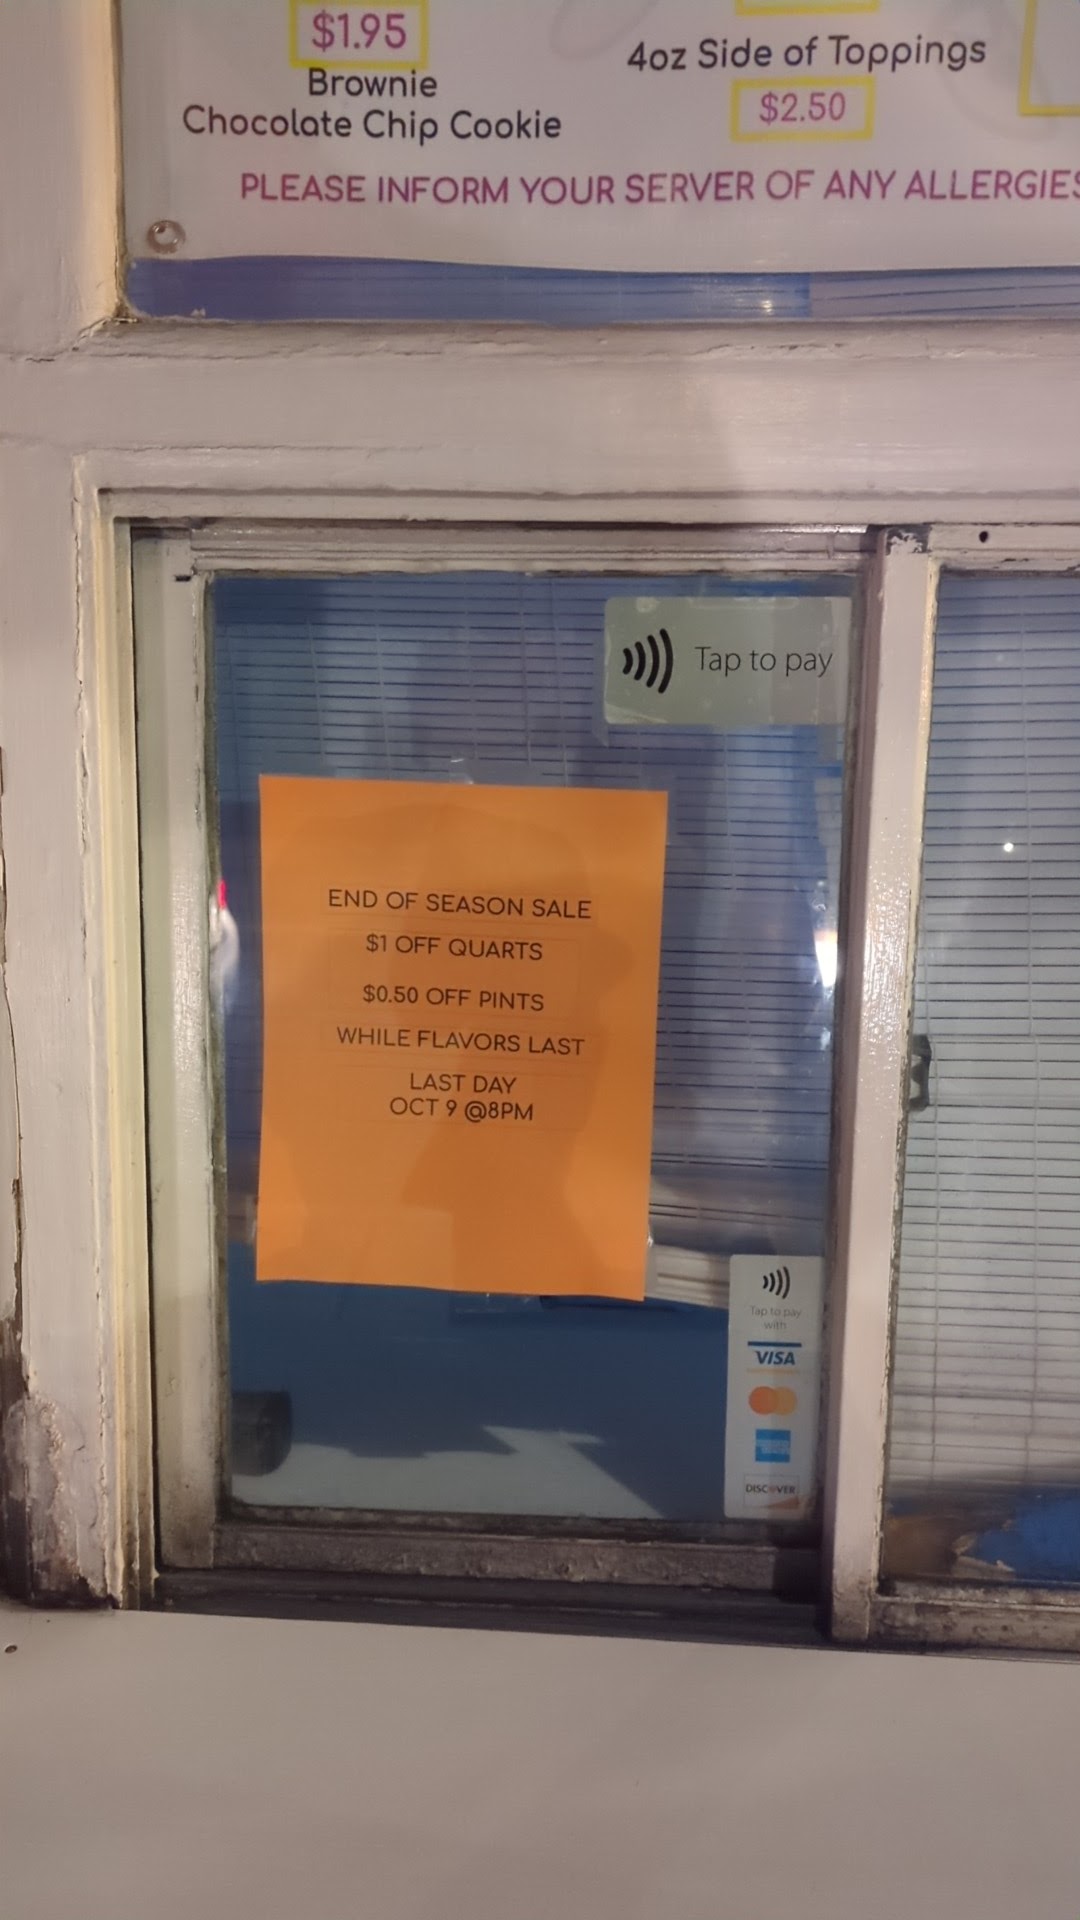 $1.95
Brownie
Chocolate Chip Cookie
4oz Side of Toppings
$2.50
PLEASE INFORM YOUR SERVER OF ANY ALLERGIES
Tap to pay
END OF SEASON SALE
$1 OFF QUARTS
$0.50 OFF PINTS
WHILE FLAVORS LAST
LAST DAY
OCT 9 @8PM
Tap to pay
with
VISA
DISCOVER